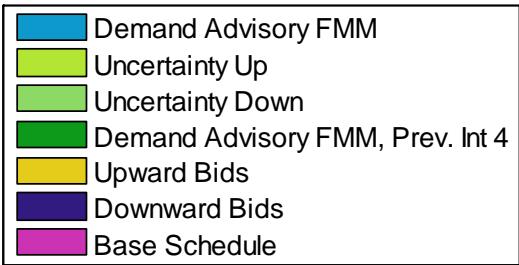 Demand Advisory FMM
Uncertainty Up
Uncertainty Down
Demand Advisory FMM, Prev. Int 4
Upward Bids
Downward Bids
Base Schedule